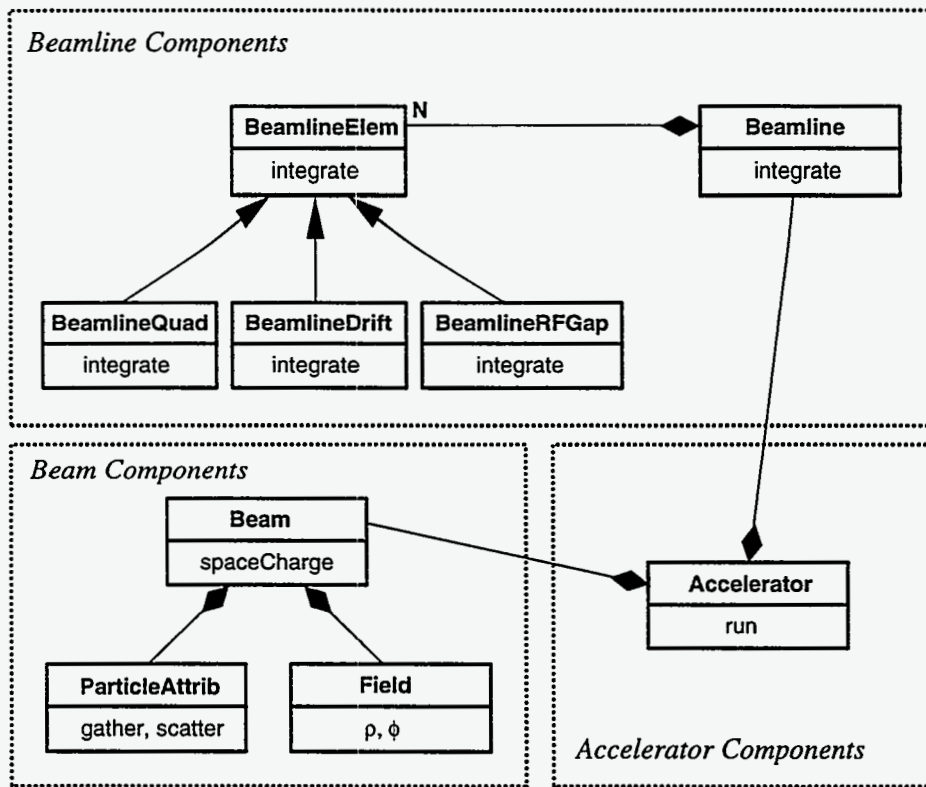 Beamline Components
BeamlineElem
integrate
N
Beamline
integrate
BeamlineQuad
integrate
BeamlineDrift
integrate
BeamlineRFGap
integrate
Beam Components
Beam
spaceCharge
ParticleAttrib
gather, scatter
Field
ρ, ϕ
Accelerator
run
Accelerator Components